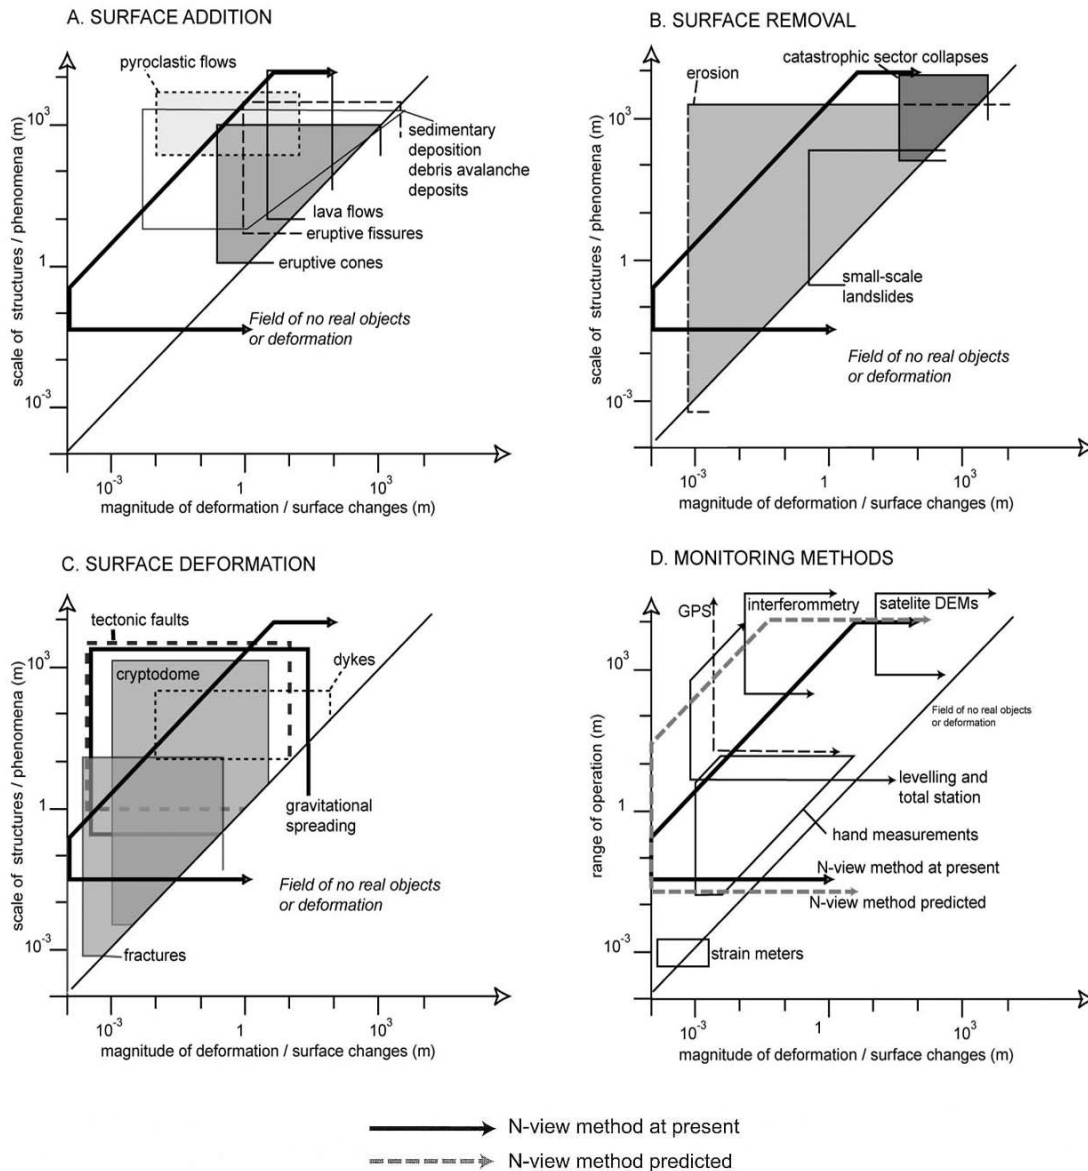 A. SURFACE ADDITION
pyroclastic flows
10³
1
10⁻³
scale of structures / phenomena (m)
sedimentary
deposition
debris avalanche
deposits
lava flows
eruptive fissures
eruptive cones
Field of no real objects
or deformation
10⁻³
1
10³
magnitude of deformation / surface changes (m)
B. SURFACE REMOVAL
catastrophic sector collapses
erosion
10³
1
10⁻³
scale of structures / phenomena (m)
small-scale
landslides
Field of no real objects
or deformation
10⁻³
1
10³
magnitude of deformation / surface changes (m)
C. SURFACE DEFORMATION
tectonic faults
cryptodome
dykes
10³
1
10⁻³
scale of structures / phenomena (m)
gravitational
spreading
Field of no real objects
or deformation
fractures
10⁻³
1
10³
magnitude of deformation / surface changes (m)
D. MONITORING METHODS
GPS
interferommetry
satelite DEMs
10³
1
10⁻³
range of operation (m)
Field of no real objects
or deformation
levelling and
total station
hand measurements
N-view method at present
N-view method predicted
strain meters
10⁻³
1
10³
magnitude of deformation / surface changes (m)
N-view method at present
N-view method predicted